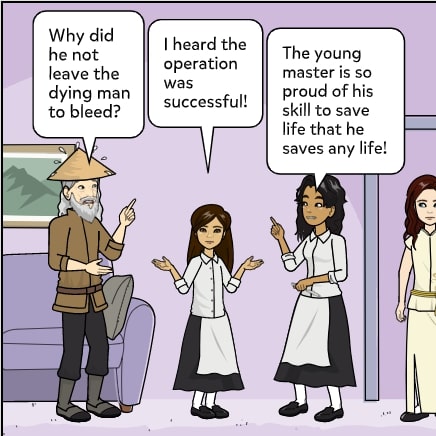 Why did
he not
leave the
dying man
to bleed?
I heard the
operation
was
successful!
The young
master is so
proud of his
skill to save
life that he
saves any life!